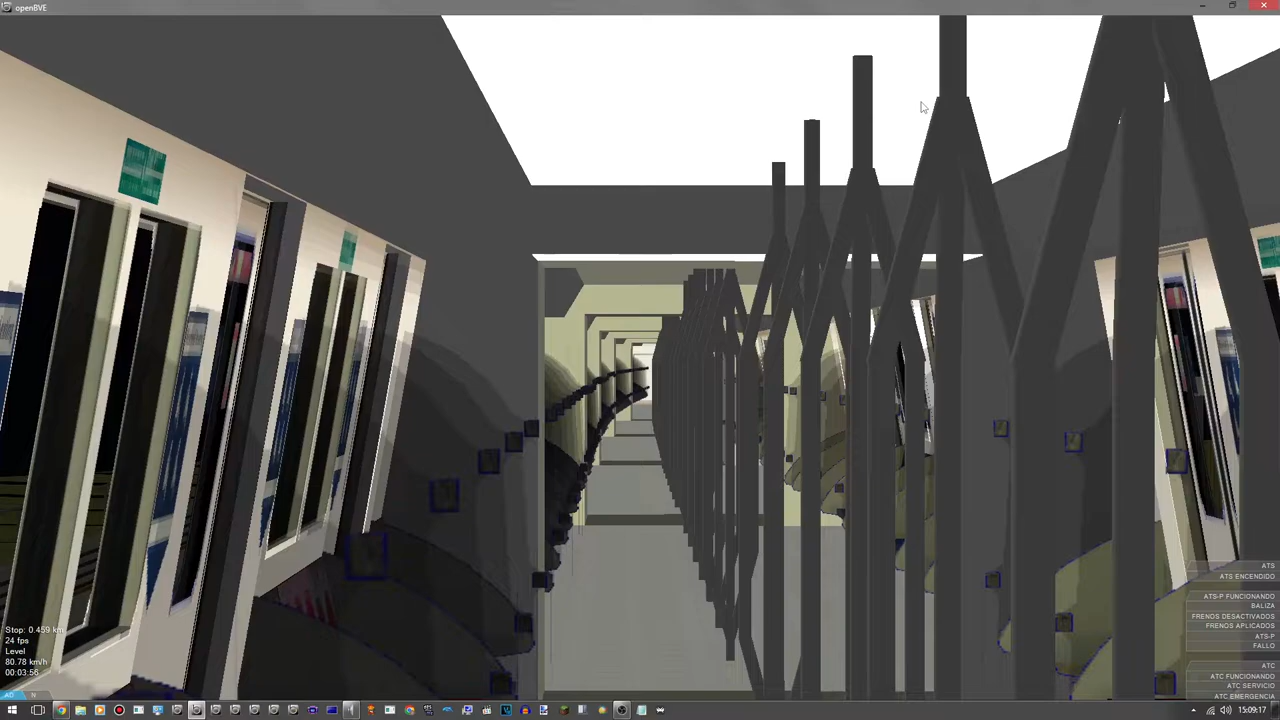 openBVE
ATS
ATS ENCENDIDO
ATS-P FUNCIONANDO
BALIZA
FRENOS DESACTIVADOS
FRENOS APLICADOS
ATS-P
FALLO
Stop: 0.459 km
24 fps
Level
80.78 km/h
00:03:56
ATC
ATC FUNCIONANDO
ATC SERVICIO
ATC EMERGENCIA
AD N
15:09:17